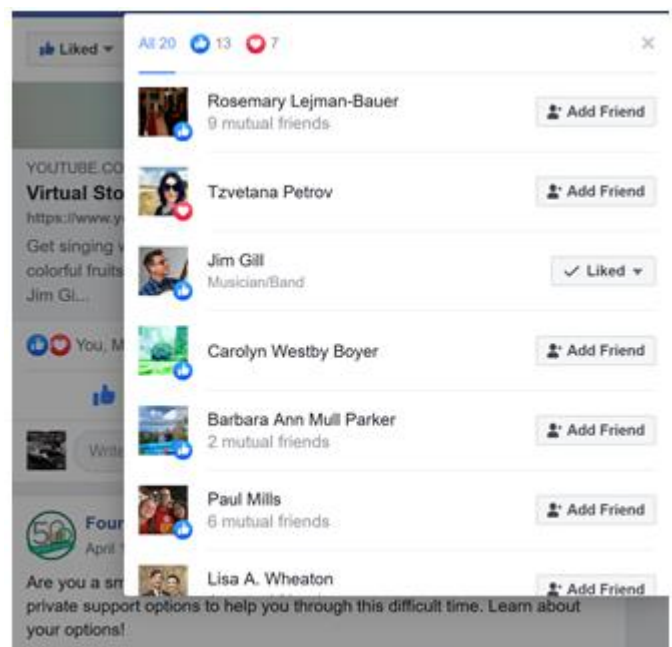 Liked
All 20 13 7
Rosemary Lejman-Bauer
9 mutual friends
Add Friend
Tzvetana Petrov
Add Friend
Jim Gill
Musician/Band
Liked
Carolyn Westby Boyer
Add Friend
Barbara Ann Mull Parker
2 mutual friends
Add Friend
Paul Mills
6 mutual friends
Add Friend
Lisa A. Wheaton
Add Friend
YOUTUBE.CO
Virtual Sto
https://www.y
Get singing
colorful fruits
Jim Gi...
You, M
Write
50
Four
April
Are you a sm
private support options to help you through this difficult time. Learn about
your options!